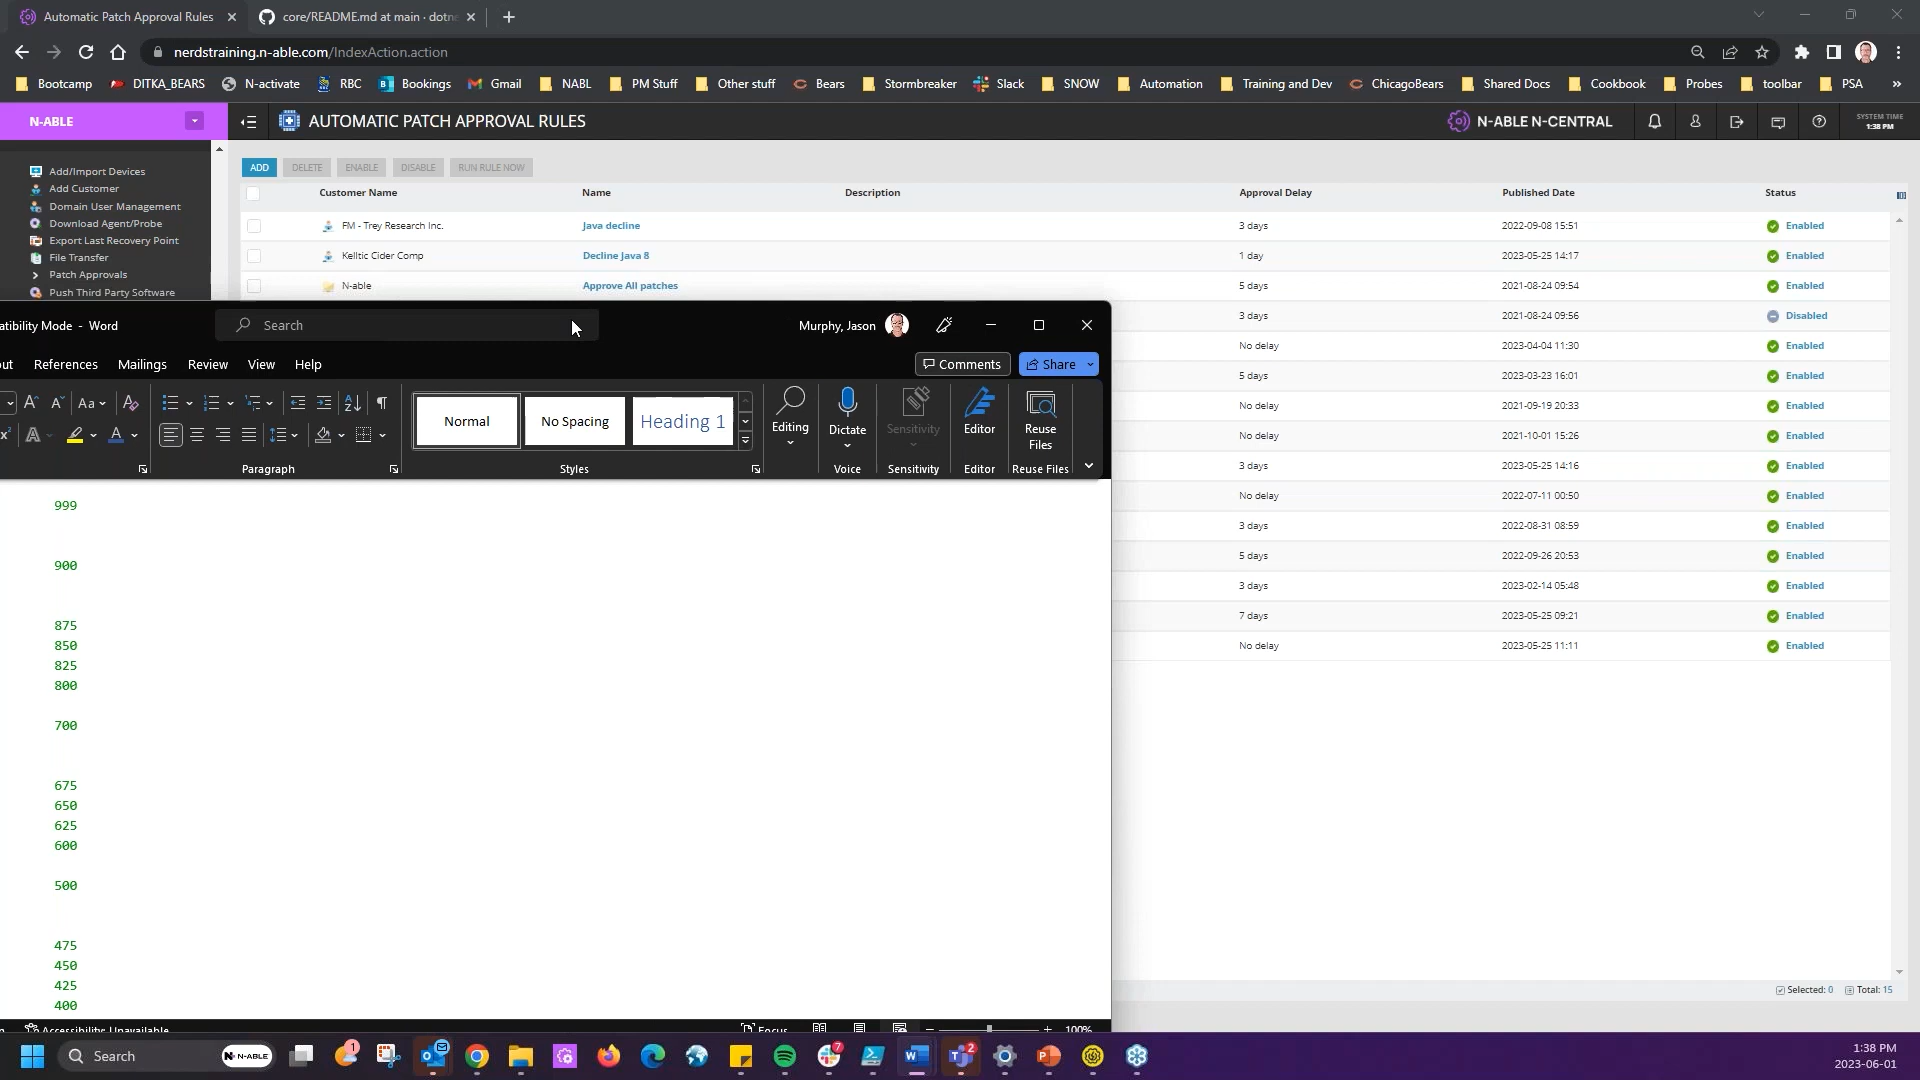 Automatic Patch Approval Rules
core/README.md at main · dotne
nerdstraining.n-able.com/IndexAction.action
Bootcamp DITKA_BEARS N-activate RBC Bookings Gmail NABL PM Stuff Other stuff Bears Stormbreaker Slack SNOW Automation Training and Dev ChicagoBears Shared Docs Cookbook Probes toolbar PSA »
N-ABLE
AUTOMATIC PATCH APPROVAL RULES
N-ABLE N-CENTRAL
SYSTEM TIME
1:38 PM
Add/Import Devices
Add Customer
Domain User Management
Download Agent/Probe
Export Last Recovery Point
File Transfer
Patch Approvals
Push Third Party Software
ADD DELETE ENABLE DISABLE RUN RULE NOW
Customer Name Name Description Approval Delay Published Date Status
FM - Trey Research Inc. Java decline 3 days 2022-09-08 15:51 Enabled
Kelltic Cider Comp Decline Java 8 1 day 2023-05-25 14:17 Enabled
N-able Approve All patches 5 days 2021-08-24 09:54 Enabled
3 days 2021-08-24 09:56 Disabled
No delay 2023-04-04 11:30 Enabled
5 days 2023-03-23 16:01 Enabled
No delay 2021-09-19 20:33 Enabled
No delay 2021-10-01 15:26 Enabled
3 days 2023-05-25 14:16 Enabled
No delay 2022-07-11 00:50 Enabled
3 days 2022-08-31 08:59 Enabled
5 days 2022-09-26 20:53 Enabled
3 days 2023-02-14 05:48 Enabled
7 days 2023-05-25 09:21 Enabled
No delay 2023-05-25 11:11 Enabled
Selected: 0 Total: 15
atibility Mode - Word
Search
Murphy, Jason
out References Mailings Review View Help
Comments Share
Aa
Normal No Spacing Heading 1
Editing Dictate Sensitivity Editor Reuse Files
Paragraph Styles Voice Sensitivity Editor Reuse Files
999
900
875
850
825
800
700
675
650
625
600
500
475
450
425
400
Accessibility: Unavailable
Focus
100%
Search N-ABLE
1
7
2
1:38 PM
2023-06-01